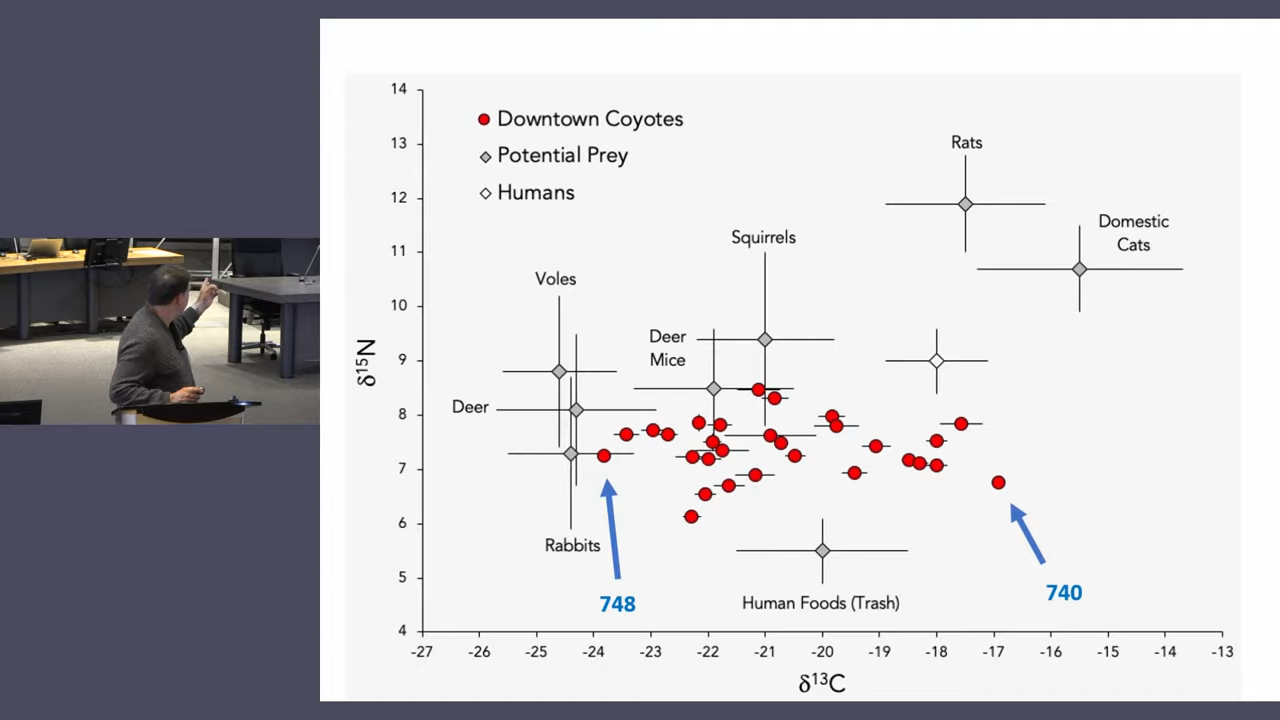 14
13
12
11
10
9
8
7
6
5
4
δ¹⁵N
Downtown Coyotes
Potential Prey
Humans
Rats
Domestic
Cats
Squirrels
Voles
Deer
Mice
Deer
Rabbits
748
740
Human Foods (Trash)
-27 -26 -25 -24 -23 -22 -21 -20 -19 -18 -17 -16 -15 -14 -13
δ¹³C